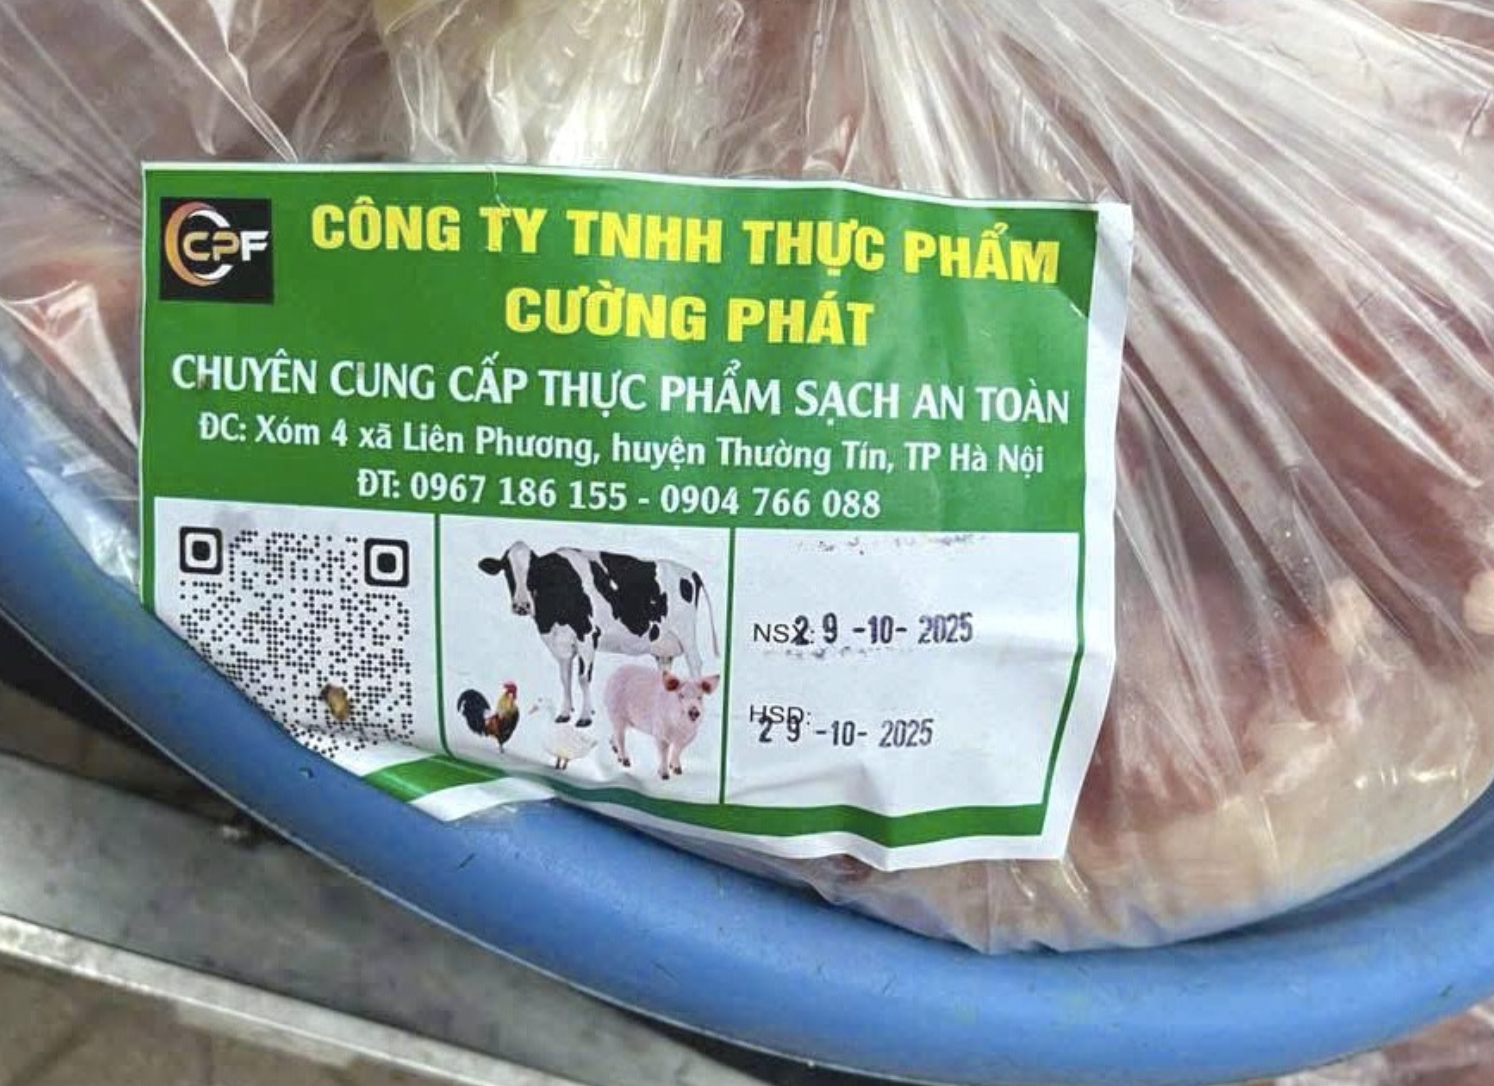 CPF
CÔNG TY TNHH THỰC PHẨM
CƯỜNG PHÁT
CHUYÊN CUNG CẤP THỰC PHẨM SẠCH AN TOÀN
ĐC: Xóm 4 xã Liên Phương, huyện Thường Tín, TP Hà Nội
ĐT: 0967 186 155 - 0904 766 088
NSX: 29 -10- 2025
HSD: 29 -10- 2025